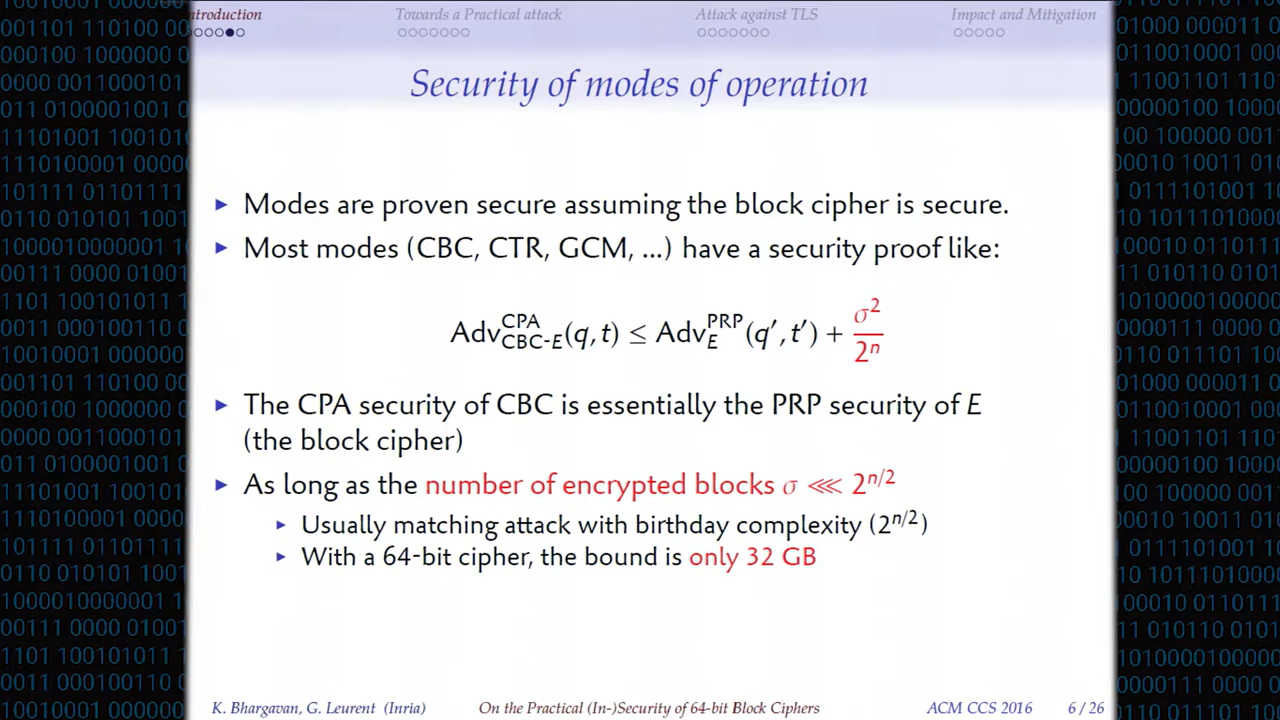 ntroduction Towards a Practical attack Attack against TLS Impact and Mitigation
Security of modes of operation
▸ Modes are proven secure assuming the block cipher is secure.
▸ Most modes (CBC, CTR, GCM, ...) have a security proof like:
Adv^CPA_CBC-E(q, t) ≤ Adv^PRP_E(q′, t′) + σ²/2ⁿ
▸ The CPA security of CBC is essentially the PRP security of E
(the block cipher)
▸ As long as the number of encrypted blocks σ ⋘ 2^n/2
▸ Usually matching attack with birthday complexity (2^n/2)
▸ With a 64-bit cipher, the bound is only 32 GB
K. Bhargavan, G. Leurent (Inria) On the Practical (In-)Security of 64-bit Block Ciphers ACM CCS 2016 6 / 26